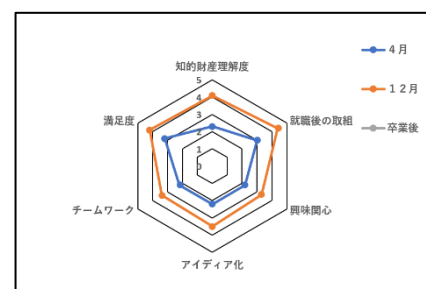 4月
12月
卒業後
知的財産理解度
就職後の取組
興味関心
アイディア化
チームワーク
満足度
5
4
3
2
1
0